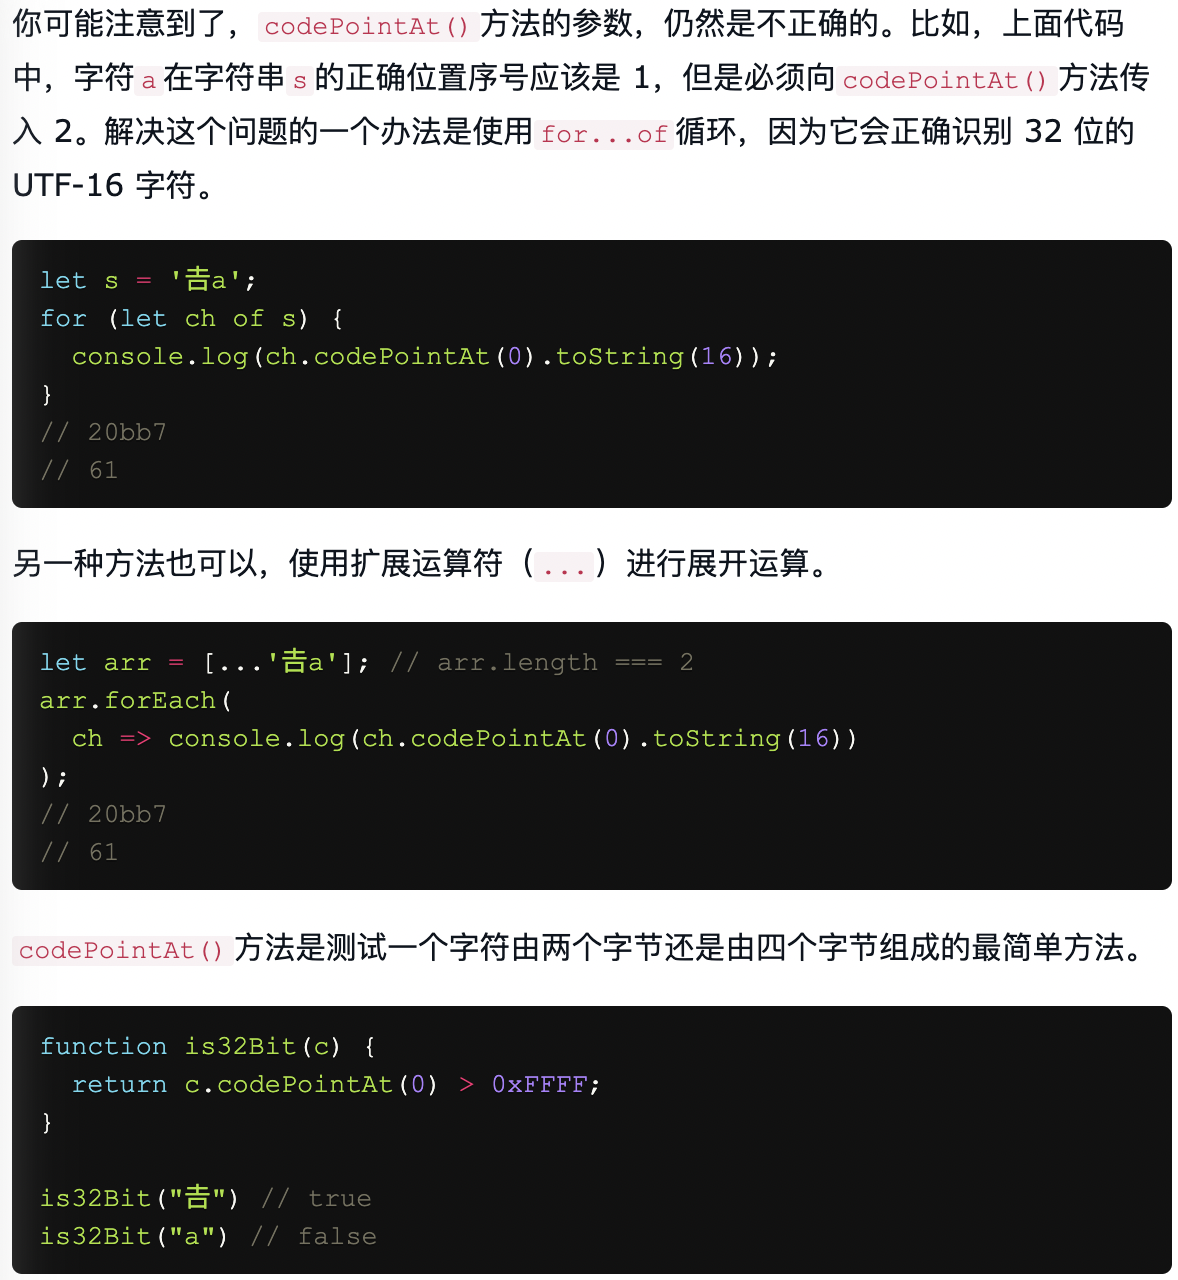 你可能注意到了，codePointAt()方法的参数，仍然是不正确的。比如，上面代码
中，字符a在字符串s的正确位置序号应该是 1，但是必须向codePointAt()方法传
入 2。解决这个问题的一个办法是使用for...of循环，因为它会正确识别 32 位的
UTF-16 字符。
let s = '𠮷a';
for (let ch of s) {
  console.log(ch.codePointAt(0).toString(16));
}
// 20bb7
// 61
另一种方法也可以，使用扩展运算符（...）进行展开运算。
let arr = [...'𠮷a']; // arr.length === 2
arr.forEach(
  ch => console.log(ch.codePointAt(0).toString(16))
);
// 20bb7
// 61
codePointAt()方法是测试一个字符由两个字节还是由四个字节组成的最简单方法。
function is32Bit(c) {
  return c.codePointAt(0) > 0xFFFF;
}
is32Bit("𠮷") // true
is32Bit("a") // false